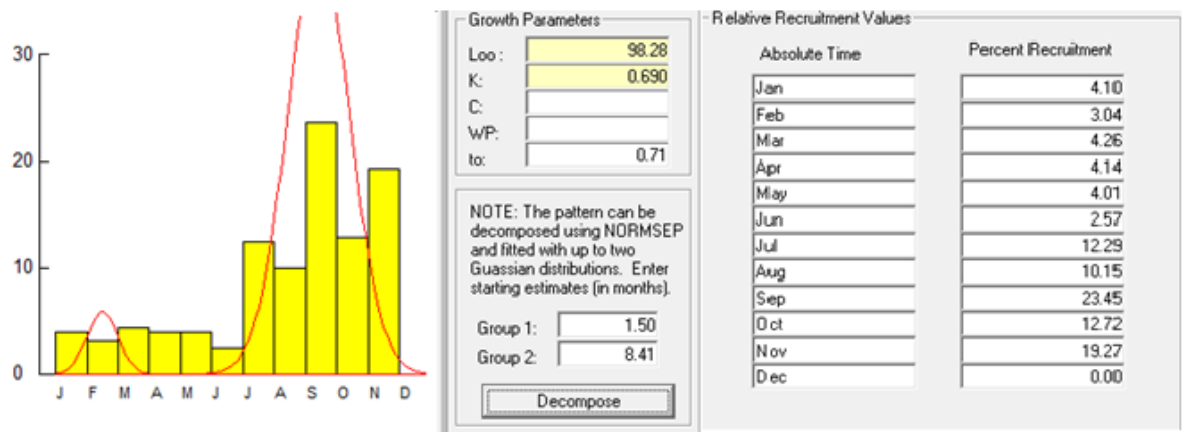 30
20
10
0
J F M A M J J A S O N D
Growth Parameters
Loo :
98.28
K:
0.690
C:
WP:
to:
0.71
NOTE: The pattern can be
decomposed using NORMSEP
and fitted with up to two
Guassian distributions. Enter
starting estimates (in months).
Group 1:
1.50
Group 2:
8.41
Decompose
Relative Recruitment Values
Absolute Time Percent Recruitment
Jan 4.10
Feb 3.04
Mar 4.26
Apr 4.14
May 4.01
Jun 2.57
Jul 12.29
Aug 10.15
Sep 23.45
Oct 12.72
Nov 19.27
Dec 0.00